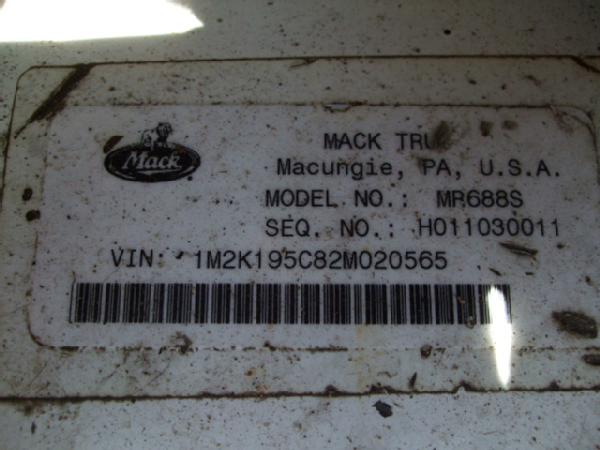 Mack
MACK TRU
Macungie, PA, U.S.A.
MODEL NO.: MR688S
SEQ. NO.: H011030011
VIN: 1M2K195C82M020565